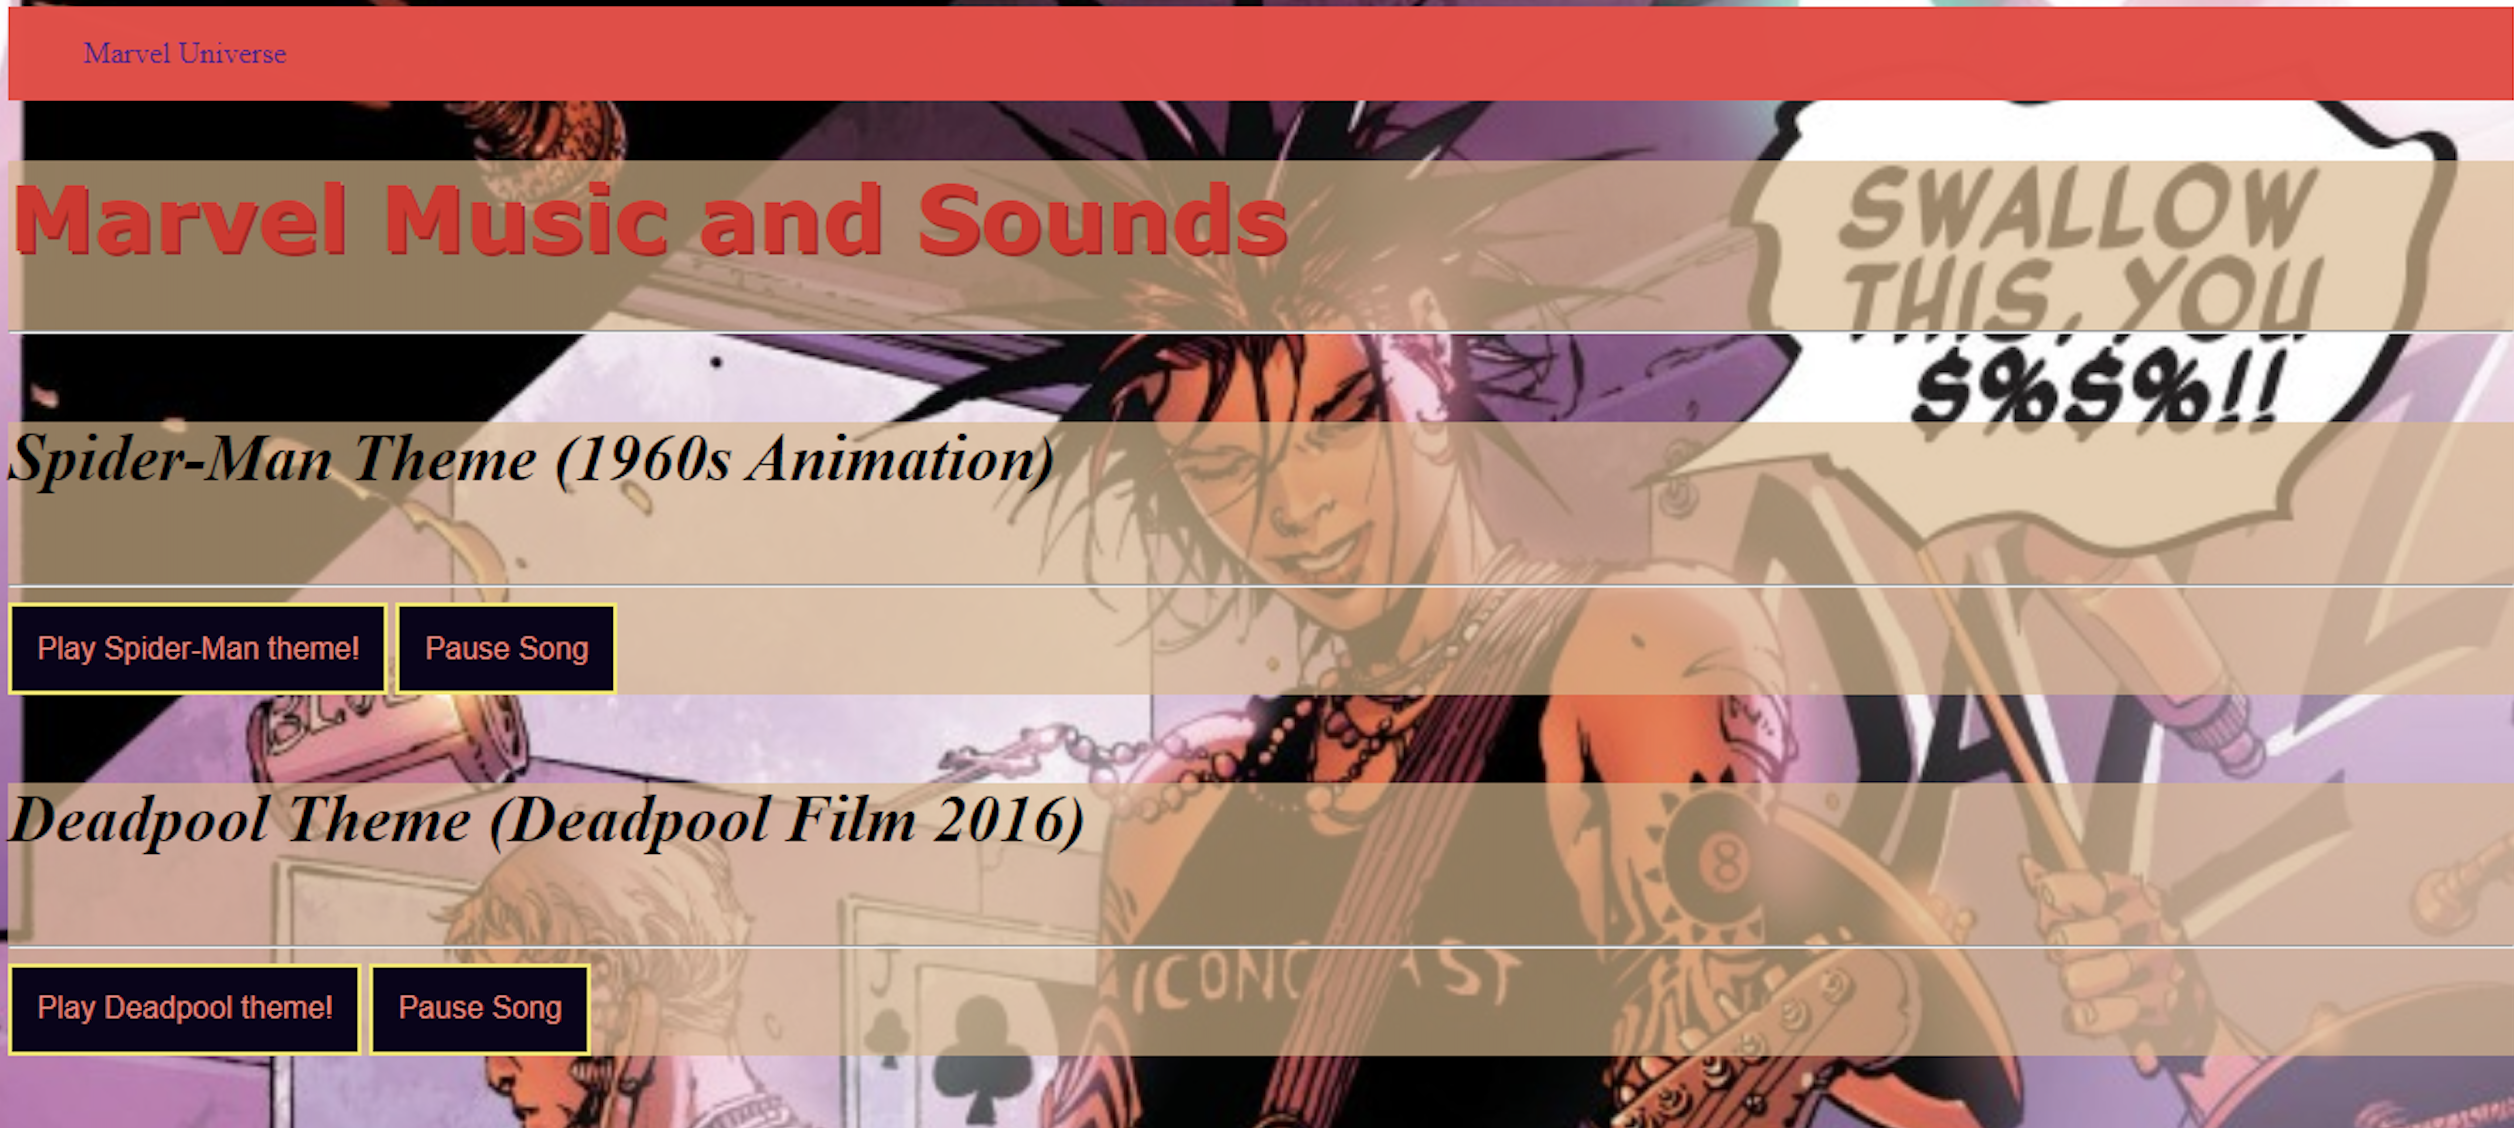 Marvel Universe
Marvel Music and Sounds
SWALLOW
THIS, YOU
$%$%!!
Spider-Man Theme (1960s Animation)
Play Spider-Man theme! Pause Song
Deadpool Theme (Deadpool Film 2016)
8
J
Play Deadpool theme! Pause Song